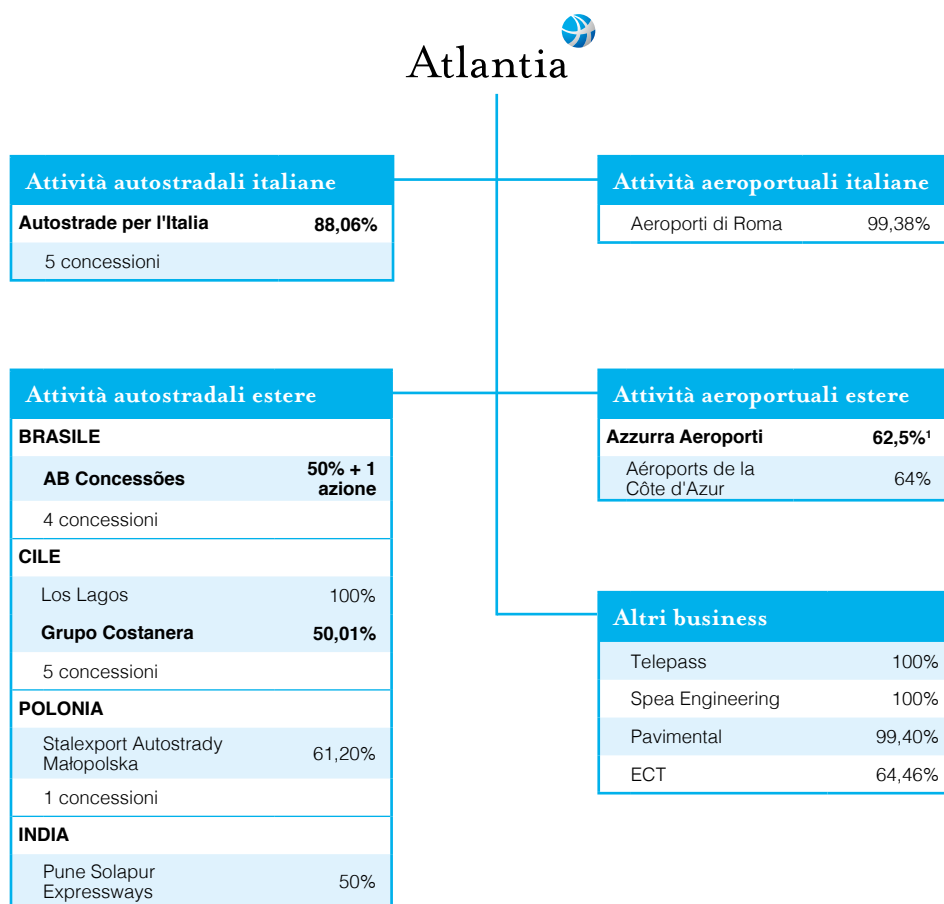 Atlantia
Attività autostradali italiane
Autostrade per l'Italia 88,06%
5 concessioni
Attività aeroportuali italiane
Aeroporti di Roma 99,38%
Attività autostradali estere
BRASILE
AB Concessões 50% + 1
azione
4 concessioni
CILE
Los Lagos 100%
Grupo Costanera 50,01%
5 concessioni
POLONIA
Stalexport Autostrady
Małopolska 61,20%
1 concessioni
INDIA
Pune Solapur
Expressways 50%
Attività aeroportuali estere
Azzurra Aeroporti 62,5%¹
Aéroports de la
Côte d'Azur 64%
Altri business
Telepass 100%
Spea Engineering 100%
Pavimental 99,40%
ECT 64,46%